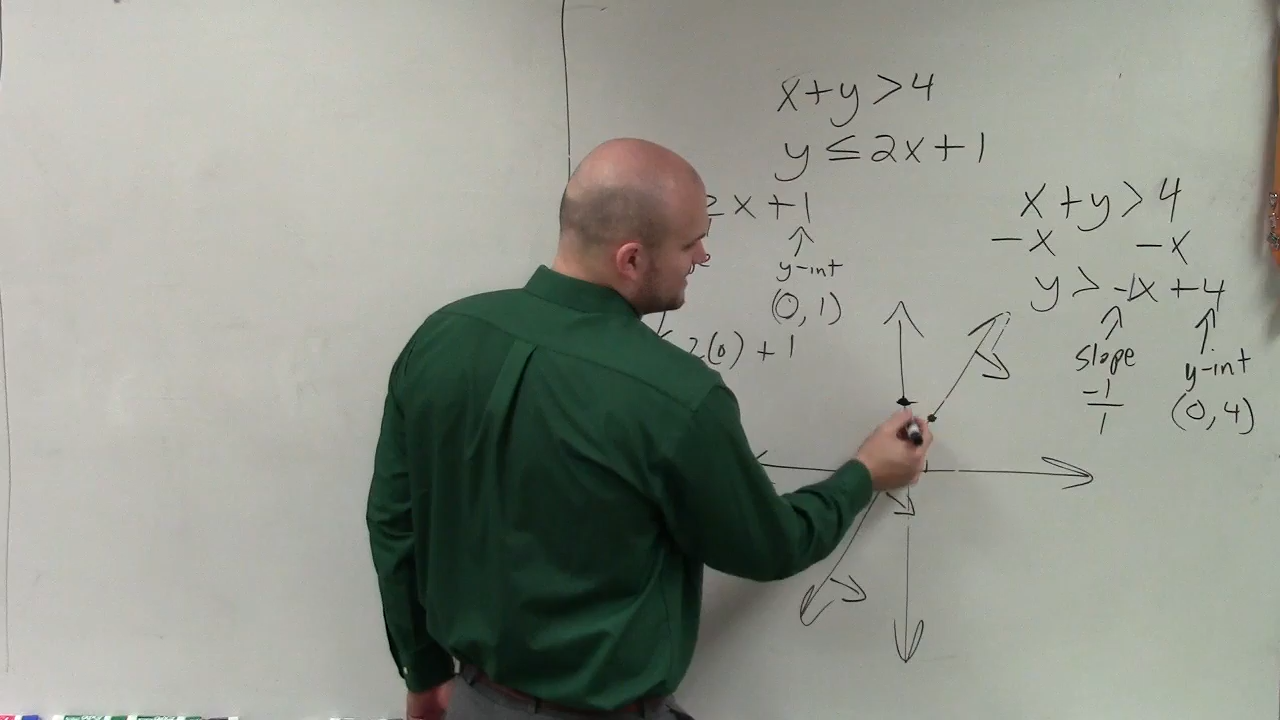 x+y>4
y≤2x+1
2x+1
y-int
(0,1)
2(0)+1
x+y>4
-x -x
y>-1x+4
slope
-1
1
y-int
(0,4)